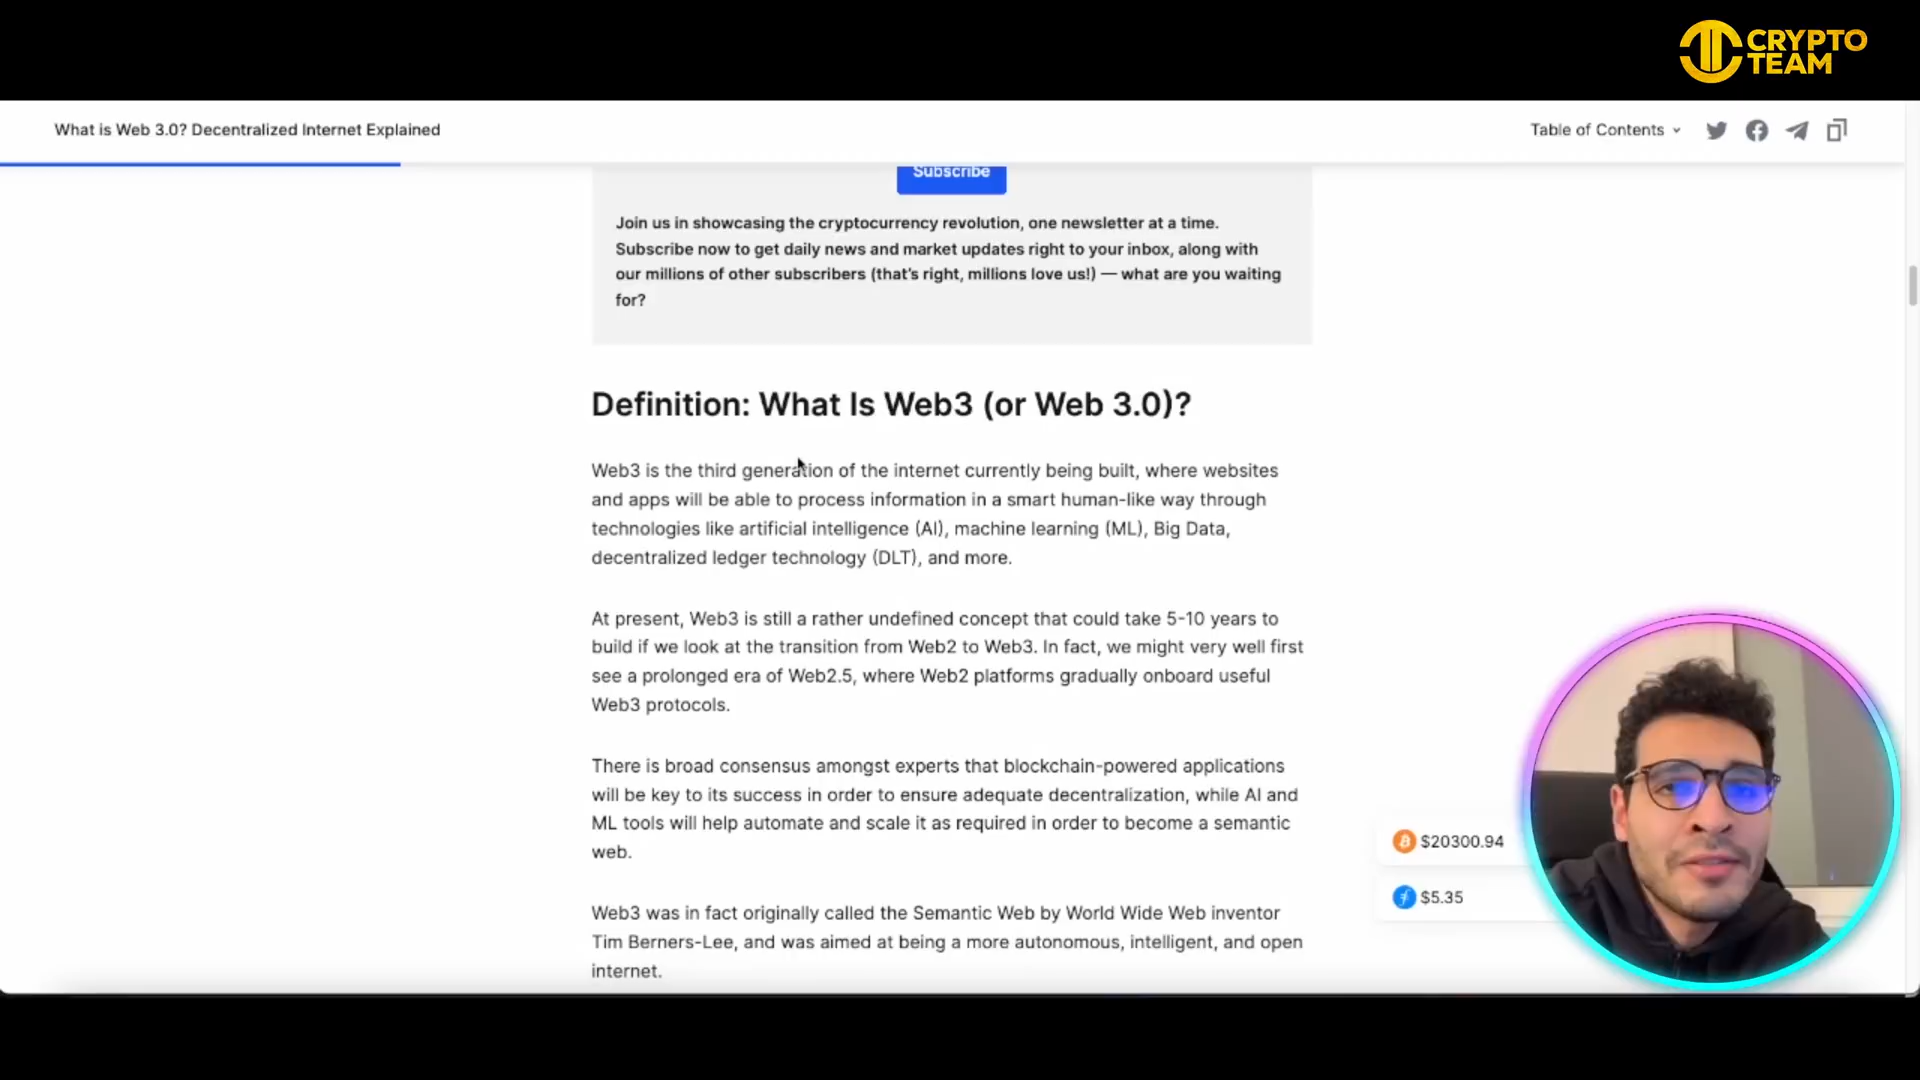 CRYPTO
TEAM
What is Web 3.0? Decentralized Internet Explained
Table of Contents
Subscribe
Join us in showcasing the cryptocurrency revolution, one newsletter at a time.
Subscribe now to get daily news and market updates right to your inbox, along with
our millions of other subscribers (that's right, millions love us!) — what are you waiting
for?
Definition: What Is Web3 (or Web 3.0)?
Web3 is the third generation of the internet currently being built, where websites
and apps will be able to process information in a smart human-like way through
technologies like artificial intelligence (AI), machine learning (ML), Big Data,
decentralized ledger technology (DLT), and more.
At present, Web3 is still a rather undefined concept that could take 5-10 years to
build if we look at the transition from Web2 to Web3. In fact, we might very well first
see a prolonged era of Web2.5, where Web2 platforms gradually onboard useful
Web3 protocols.
There is broad consensus amongst experts that blockchain-powered applications
will be key to its success in order to ensure adequate decentralization, while AI and
ML tools will help automate and scale it as required in order to become a semantic
web.
Web3 was in fact originally called the Semantic Web by World Wide Web inventor
Tim Berners-Lee, and was aimed at being a more autonomous, intelligent, and open
internet.
$20300.94
$5.35